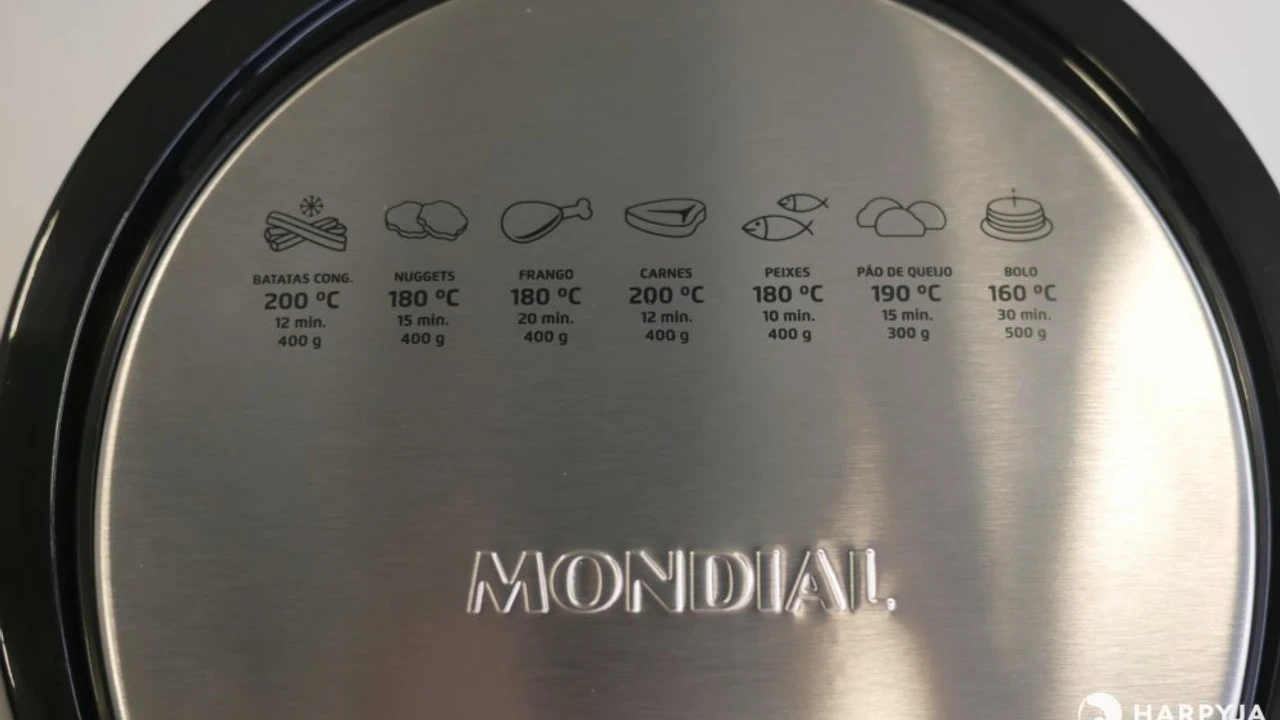 BATATAS CONG.
200 ºC
12 min.
400 g
NUGGETS
180 ºC
15 min.
400 g
FRANGO
180 ºC
20 min.
400 g
CARNES
200 ºC
12 min.
400 g
PEIXES
180 ºC
10 min.
400 g
PÃO DE QUEIJO
190 ºC
15 min.
300 g
BOLO
160 ºC
30 min.
500 g
MONDIAL
HARPYJA